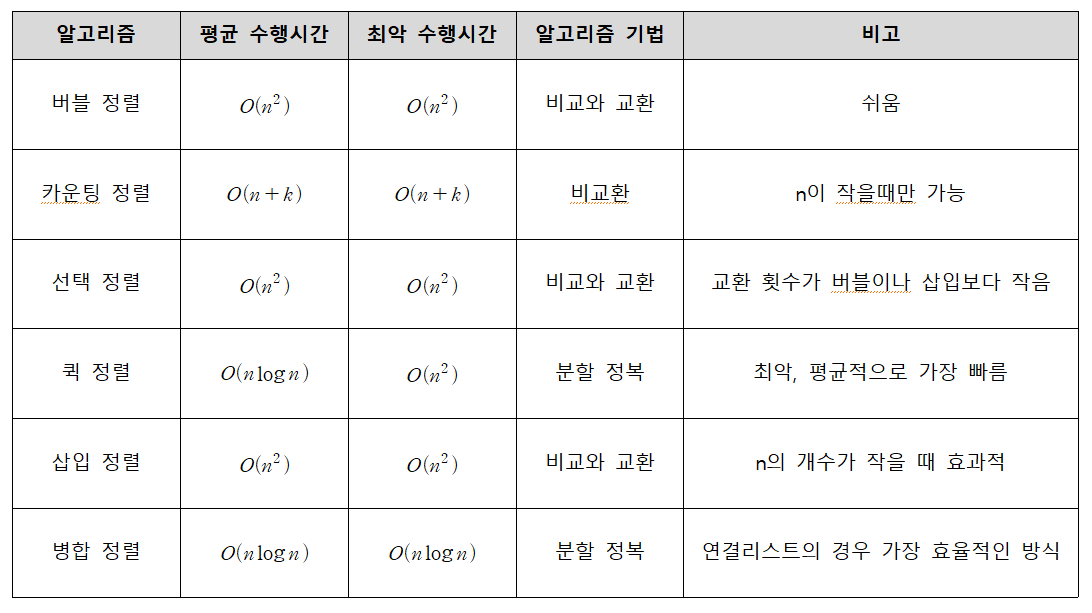 알고리즘 평균 수행시간 최악 수행시간 알고리즘 기법 비고
버블 정렬 O(n²) O(n²) 비교와 교환 쉬움
카운팅 정렬 O(n+k) O(n+k) 비교환 n이 작을때만 가능
선택 정렬 O(n²) O(n²) 비교와 교환 교환 횟수가 버블이나 삽입보다 작음
퀵 정렬 O(n log n) O(n²) 분할 정복 최악, 평균적으로 가장 빠름
삽입 정렬 O(n²) O(n²) 비교와 교환 n의 개수가 작을 때 효과적
병합 정렬 O(n log n) O(n log n) 분할 정복 연결리스트의 경우 가장 효율적인 방식